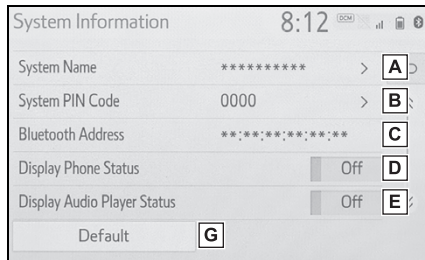 System Information 8:12 DCM
System Name ********** > A
System PIN Code 0000 > B
Bluetooth Address **:**:**:**:**:** C
Display Phone Status Off D
Display Audio Player Status Off E
Default G